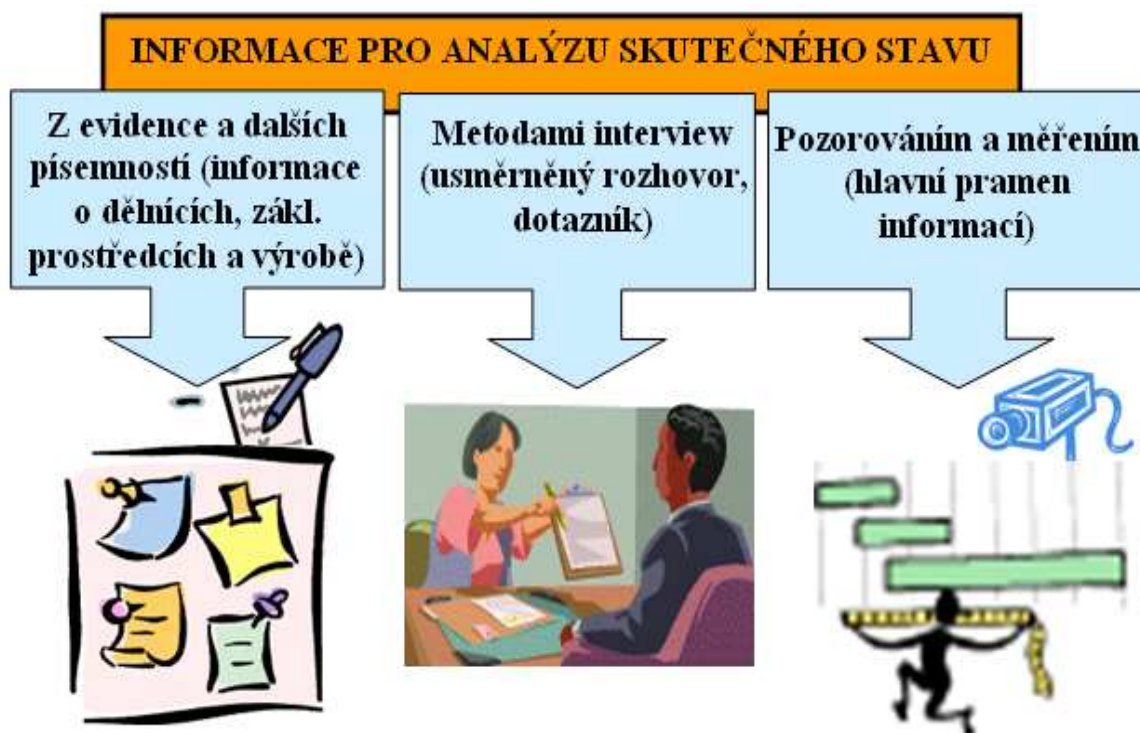 INFORMACE PRO ANALÝZU SKUTEČNÉHO STAVU
Z evidence a dalších
písemností (informace
o dělnících, zákl.
prostředcích a výrobě)
Metodami interview
(usměrněný rozhovor,
dotazník)
Pozorováním a měřením
(hlavní pramen
informací)